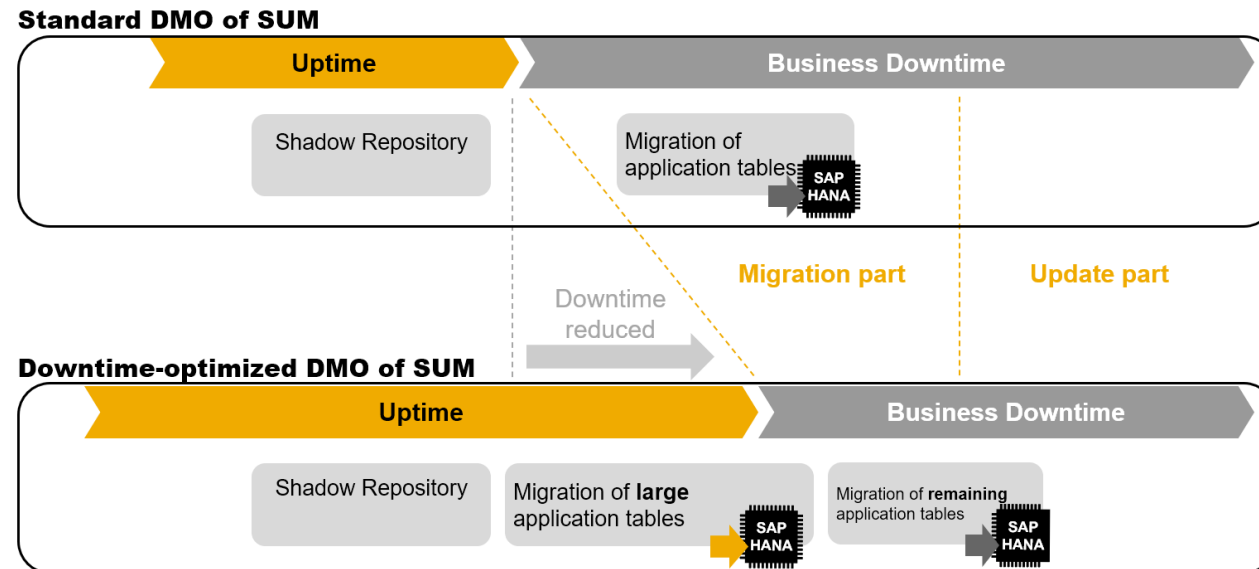 Standard DMO of SUM
Uptime
Business Downtime
Shadow Repository
Migration of
application tables
SAP
HANA
Migration part
Update part
Downtime
reduced
Downtime-optimized DMO of SUM
Uptime
Business Downtime
Shadow Repository
Migration of large
application tables
SAP
HANA
Migration of remaining
application tables
SAP
HANA